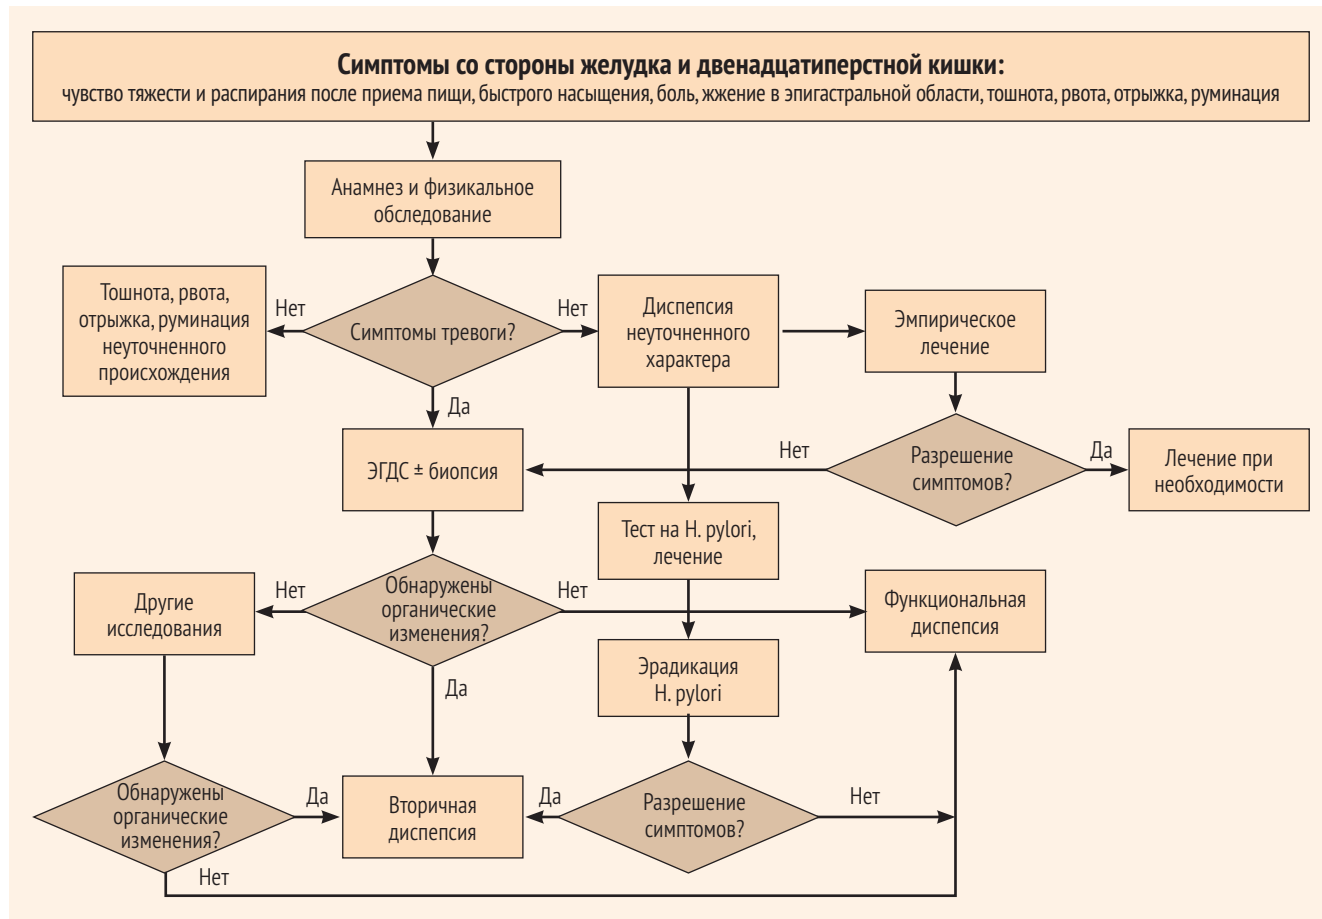 Симптомы со стороны желудка и двенадцатиперстной кишки:
чувство тяжести и распирания после приема пищи, быстрого насыщения, боль, жжение в эпигастральной области, тошнота, рвота, отрыжка, руминация
Анамнез и физикальное
обследование
Тошнота, рвота,
отрыжка, руминация
неуточненного
происхождения
Нет
Симптомы тревоги?
Нет
Диспепсия
неуточненного
характера
Эмпирическое
лечение
Да
ЭГДС ± биопсия
Нет
Разрешение
симптомов?
Да
Лечение при
необходимости
Тест на H. pylori,
лечение
Другие
исследования
Нет
Обнаружены
органические
изменения?
Нет
Функциональная
диспепсия
Эрадикация
H. pylori
Да
Обнаружены
органические
изменения?
Да
Вторичная
диспепсия
Да
Разрешение
симптомов?
Нет
Нет